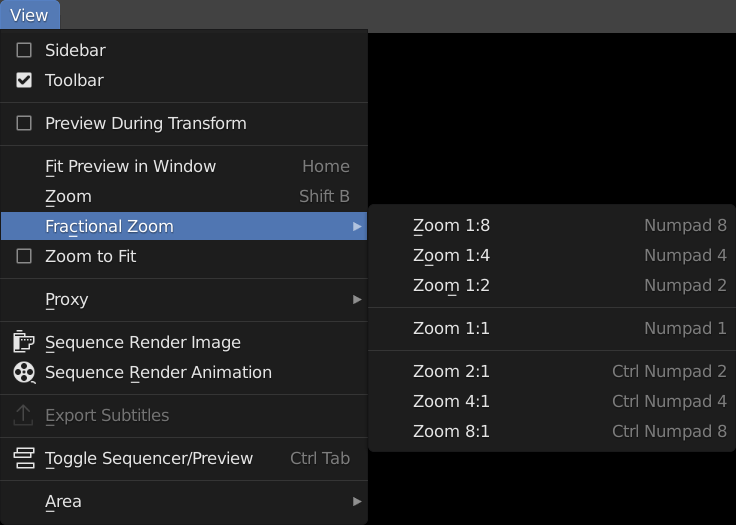 View
Sidebar
Toolbar
Preview During Transform
Fit Preview in Window Home
Zoom Shift B
Fractional Zoom
Zoom to Fit
Proxy
Sequence Render Image
Sequence Render Animation
Export Subtitles
Toggle Sequencer/Preview Ctrl Tab
Area
Zoom 1:8 Numpad 8
Zoom 1:4 Numpad 4
Zoom 1:2 Numpad 2
Zoom 1:1 Numpad 1
Zoom 2:1 Ctrl Numpad 2
Zoom 4:1 Ctrl Numpad 4
Zoom 8:1 Ctrl Numpad 8